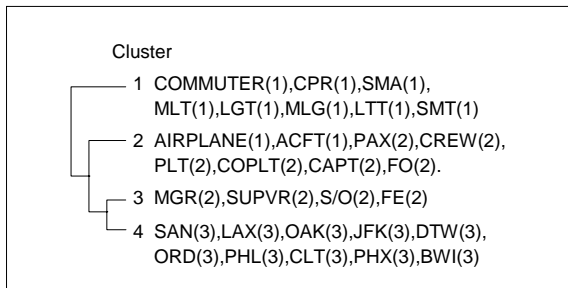 Cluster
1 COMMUTER(1),CPR(1),SMA(1),
MLT(1),LGT(1),MLG(1),LTT(1),SMT(1)
2 AIRPLANE(1),ACFT(1),PAX(2),CREW(2),
PLT(2),COPLT(2),CAPT(2),FO(2).
3 MGR(2),SUPVR(2),S/O(2),FE(2)
4 SAN(3),LAX(3),OAK(3),JFK(3),DTW(3),
ORD(3),PHL(3),CLT(3),PHX(3),BWI(3)